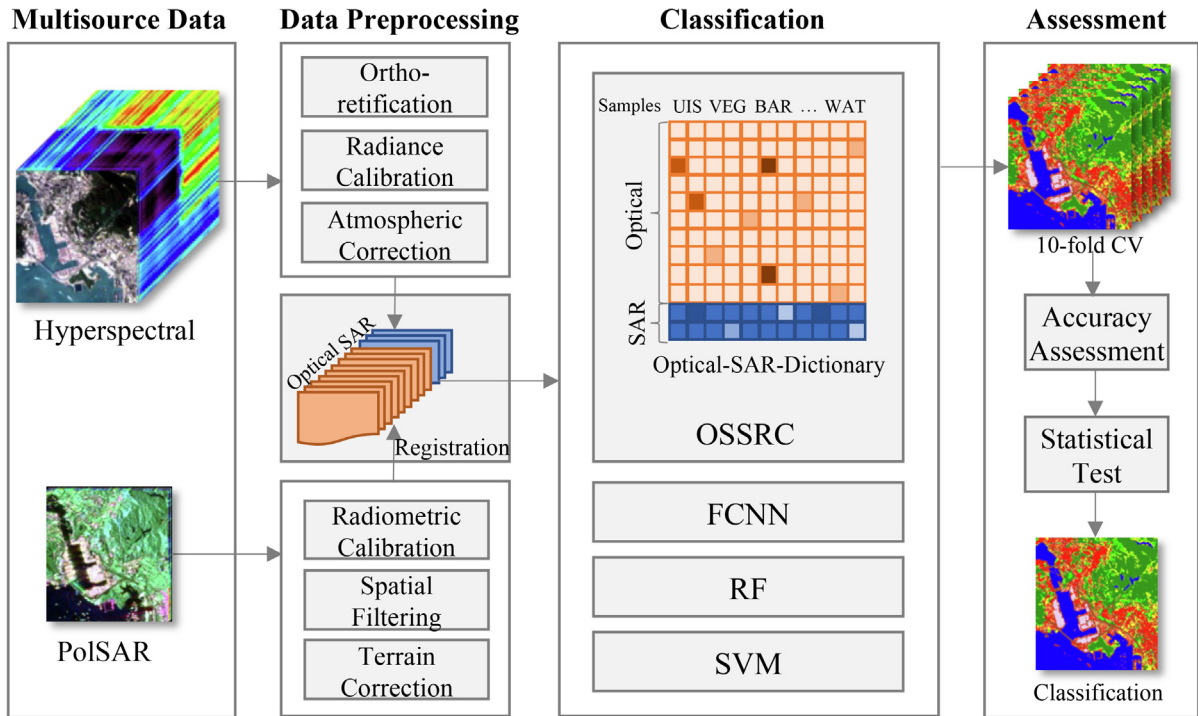 Multisource Data
Data Preprocessing
Classification
Assessment
Hyperspectral
PolSAR
Ortho-
retification
Radiance
Calibration
Atmospheric
Correction
Optical SAR
Registration
Radiometric
Calibration
Spatial
Filtering
Terrain
Correction
Samples UIS VEG BAR ... WAT
Optical
SAR
Optical-SAR-Dictionary
OSSRC
FCNN
RF
SVM
10-fold CV
Accuracy
Assessment
Statistical
Test
Classification